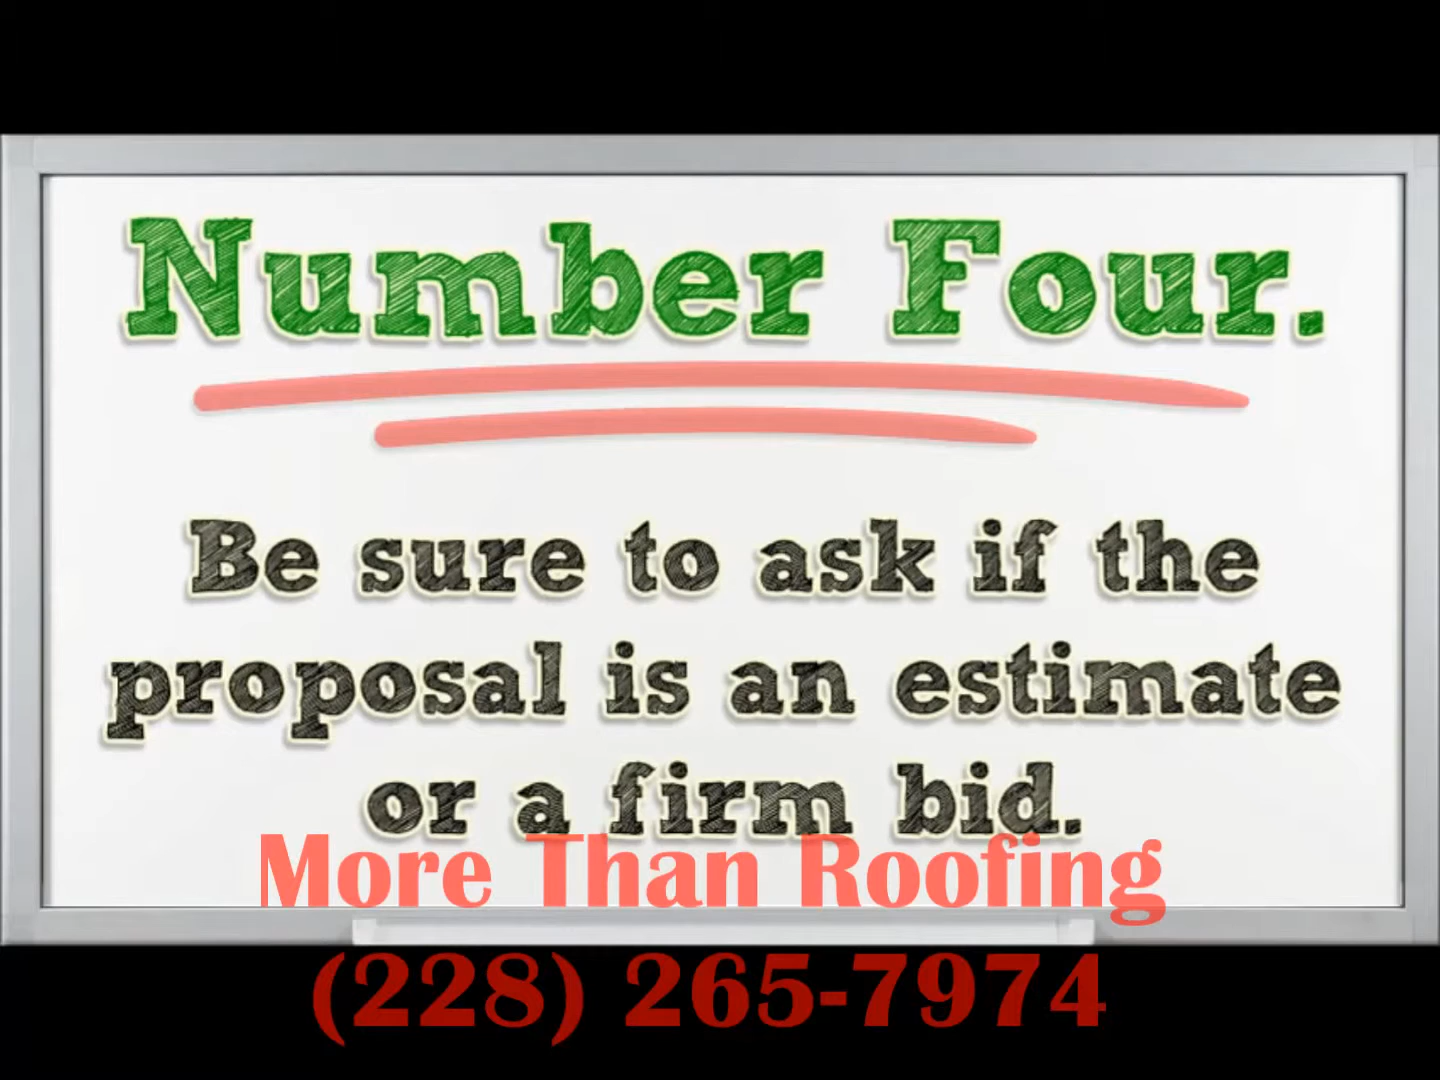 Number Four.
Be sure to ask if the
proposal is an estimate
or a firm bid.
More Than Roofing
(228) 265-7974